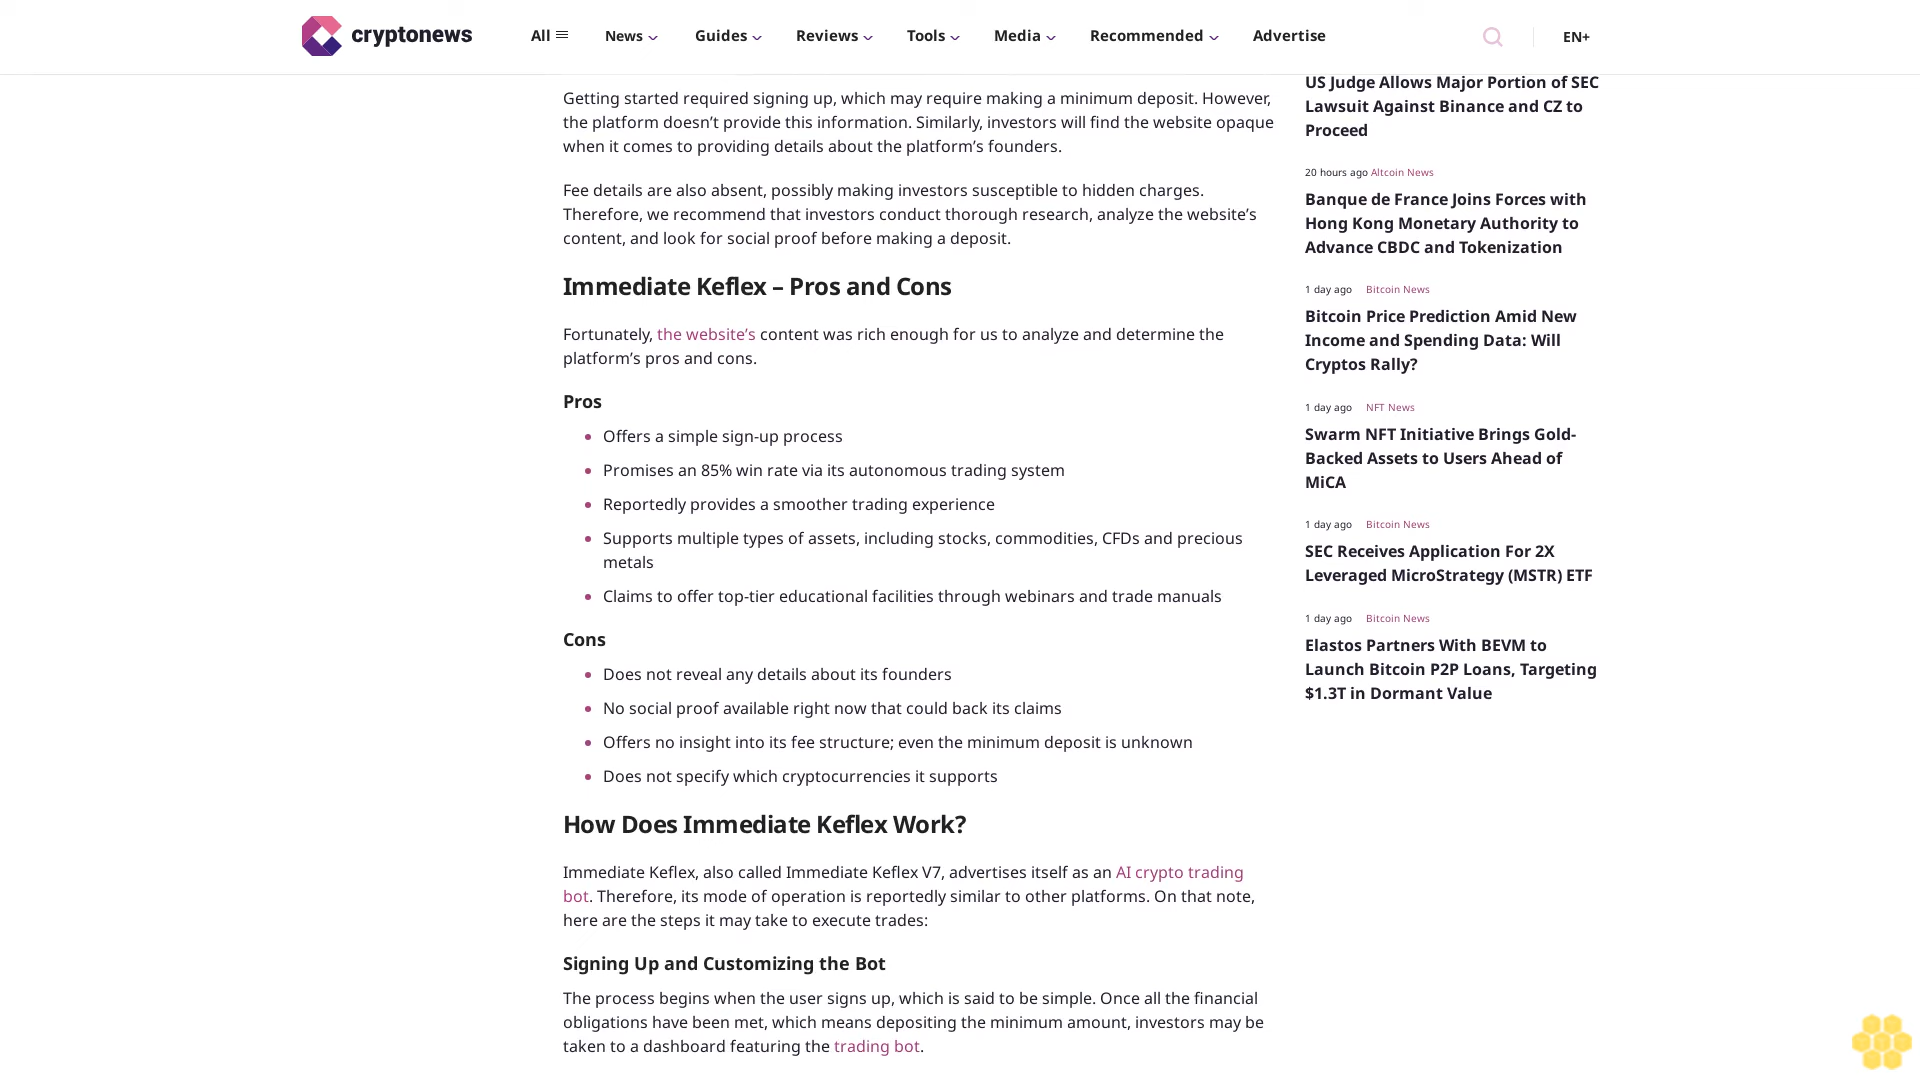 cryptonews
All
News
Guides
Reviews
Tools
Media
Recommended
Advertise
EN+
Getting started required signing up, which may require making a minimum deposit. However,
the platform doesn’t provide this information. Similarly, investors will find the website opaque
when it comes to providing details about the platform’s founders.
Fee details are also absent, possibly making investors susceptible to hidden charges.
Therefore, we recommend that investors conduct thorough research, analyze the website’s
content, and look for social proof before making a deposit.
Immediate Keflex – Pros and Cons
Fortunately, the website’s content was rich enough for us to analyze and determine the
platform’s pros and cons.
Pros
Offers a simple sign-up process
Promises an 85% win rate via its autonomous trading system
Reportedly provides a smoother trading experience
Supports multiple types of assets, including stocks, commodities, CFDs and precious
metals
Claims to offer top-tier educational facilities through webinars and trade manuals
Cons
Does not reveal any details about its founders
No social proof available right now that could back its claims
Offers no insight into its fee structure; even the minimum deposit is unknown
Does not specify which cryptocurrencies it supports
How Does Immediate Keflex Work?
Immediate Keflex, also called Immediate Keflex V7, advertises itself as an AI crypto trading
bot. Therefore, its mode of operation is reportedly similar to other platforms. On that note,
here are the steps it may take to execute trades:
Signing Up and Customizing the Bot
The process begins when the user signs up, which is said to be simple. Once all the financial
obligations have been met, which means depositing the minimum amount, investors may be
taken to a dashboard featuring the trading bot.
US Judge Allows Major Portion of SEC
Lawsuit Against Binance and CZ to
Proceed
20 hours ago Altcoin News
Banque de France Joins Forces with
Hong Kong Monetary Authority to
Advance CBDC and Tokenization
1 day ago Bitcoin News
Bitcoin Price Prediction Amid New
Income and Spending Data: Will
Cryptos Rally?
1 day ago NFT News
Swarm NFT Initiative Brings Gold-
Backed Assets to Users Ahead of
MiCA
1 day ago Bitcoin News
SEC Receives Application For 2X
Leveraged MicroStrategy (MSTR) ETF
1 day ago Bitcoin News
Elastos Partners With BEVM to
Launch Bitcoin P2P Loans, Targeting
$1.3T in Dormant Value